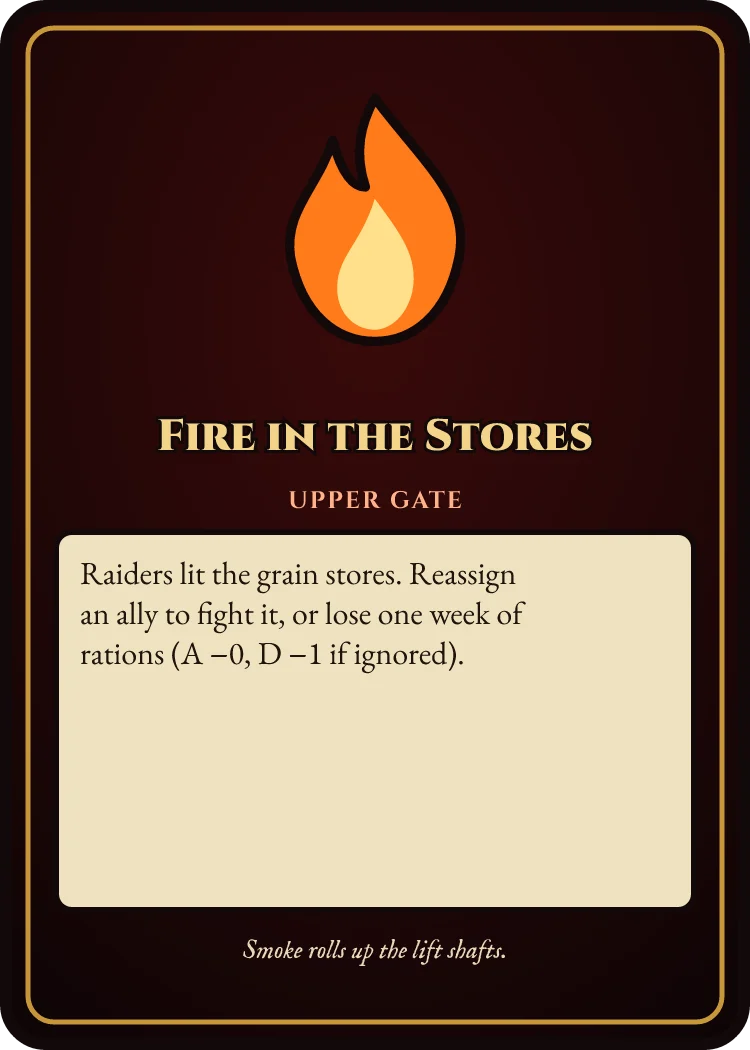 Fire in the Stores
UPPER GATE
Raiders lit the grain stores. Reassign
an ally to fight it, or lose one week of
rations (A −0, D −1 if ignored).
Smoke rolls up the lift shafts.